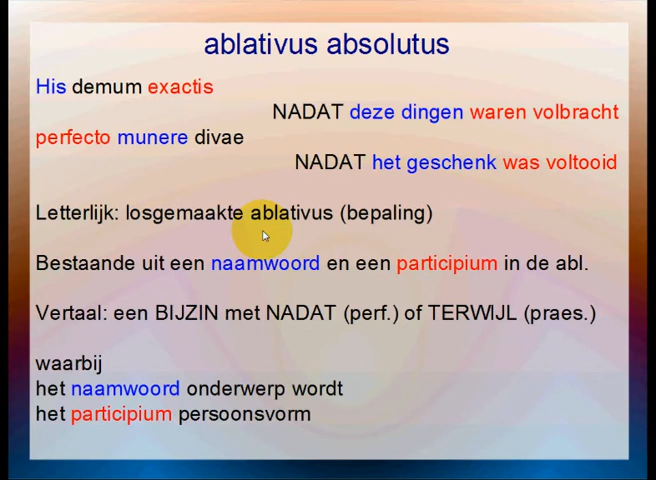 ablativus absolutus
His demum exactis
NADAT deze dingen waren volbracht
perfecto munere divae
NADAT het geschenk was voltooid
Letterlijk: losgemaakte ablativus (bepaling)
Bestaande uit een naamwoord en een participium in de abl.
Vertaal: een BIJZIN met NADAT (perf.) of TERWIJL (praes.)
waarbij
het naamwoord onderwerp wordt
het participium persoonsvorm